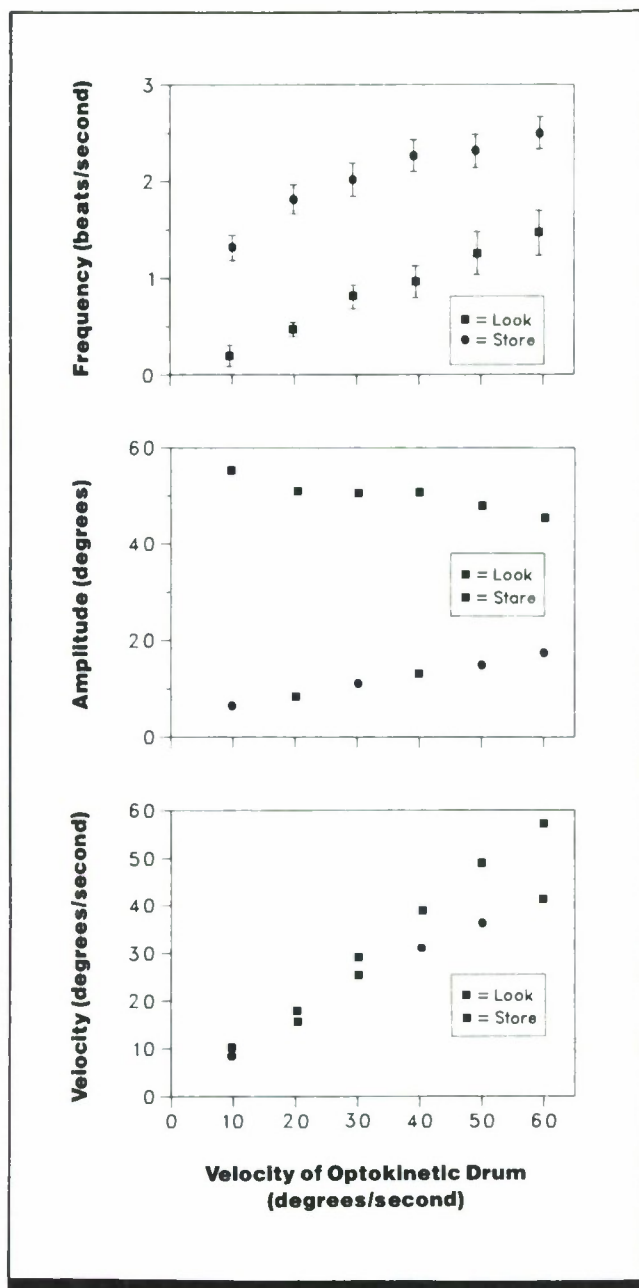 Frequency (beats/second)
3
2
1
0
■ = Look
● = Store
Amplitude (degrees)
60
40
20
0
■ = Look
■ = Stare
Velocity (degrees/second)
60
50
40
30
20
10
0
■ = Look
■ = Store
0 10 20 30 40 50 60
Velocity of Optokinetic Drum
(degrees/second)